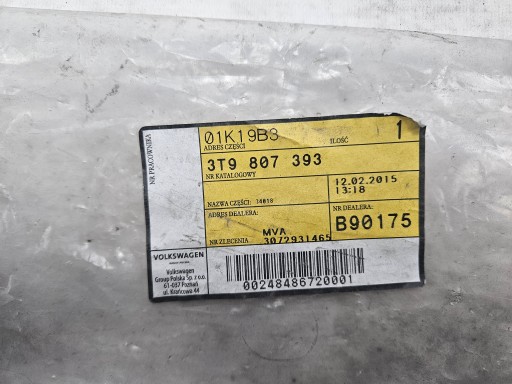 NR PRACOWNIKA
01K19B3
ADRES CZĘŚCI
ILOŚĆ
1
3T9 807 393
NR KATALOGOWY
12.02.2015
13:18
NAZWA CZĘŚCI: 14018
ADRES DEALERA:
NR DEALERA:
B90175
MVA
NR ZLECENIA 3072931465
VOLKSWAGEN
Volkswagen
Group Polska Sp. z o.o.
61-037 Poznań
ul. Krańcowa 44
00248486720001